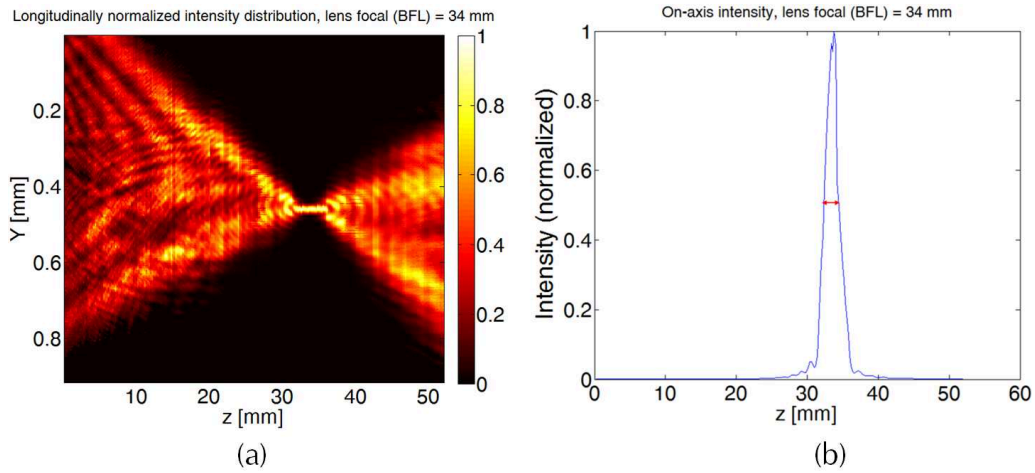 Longitudinally normalized intensity distribution, lens focal (BFL) = 34 mm
Y [mm]
0.2
0.4
0.6
0.8
10 20 30 40 50
z [mm]
1
0.8
0.6
0.4
0.2
0
(a)
On-axis intensity, lens focal (BFL) = 34 mm
Intensity (normalized)
1
0.8
0.6
0.4
0.2
0
0 10 20 30 40 50 60
z [mm]
(b)